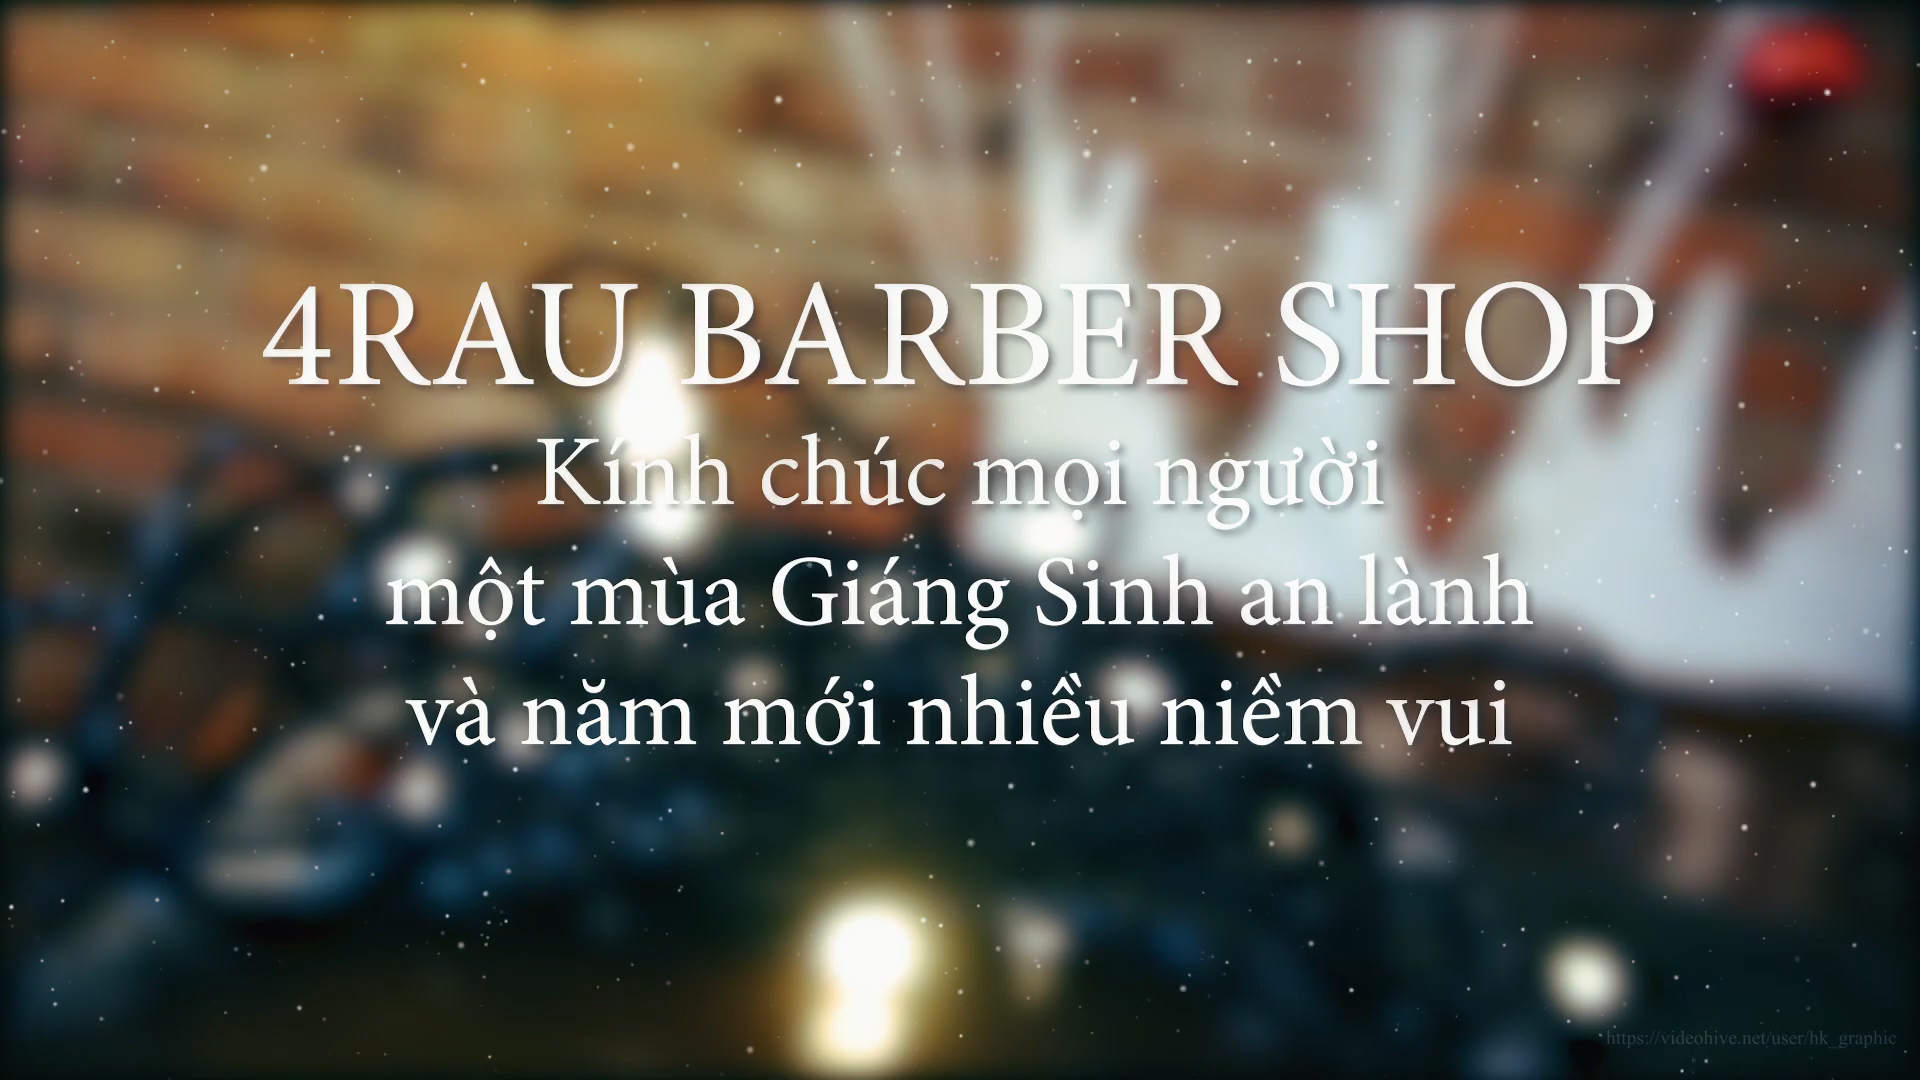 4RAU BARBER SHOP
Kính chúc mọi người
một mùa Giáng Sinh an lành
và năm mới nhiều niềm vui
https://videohive.net/user/hk_graphic